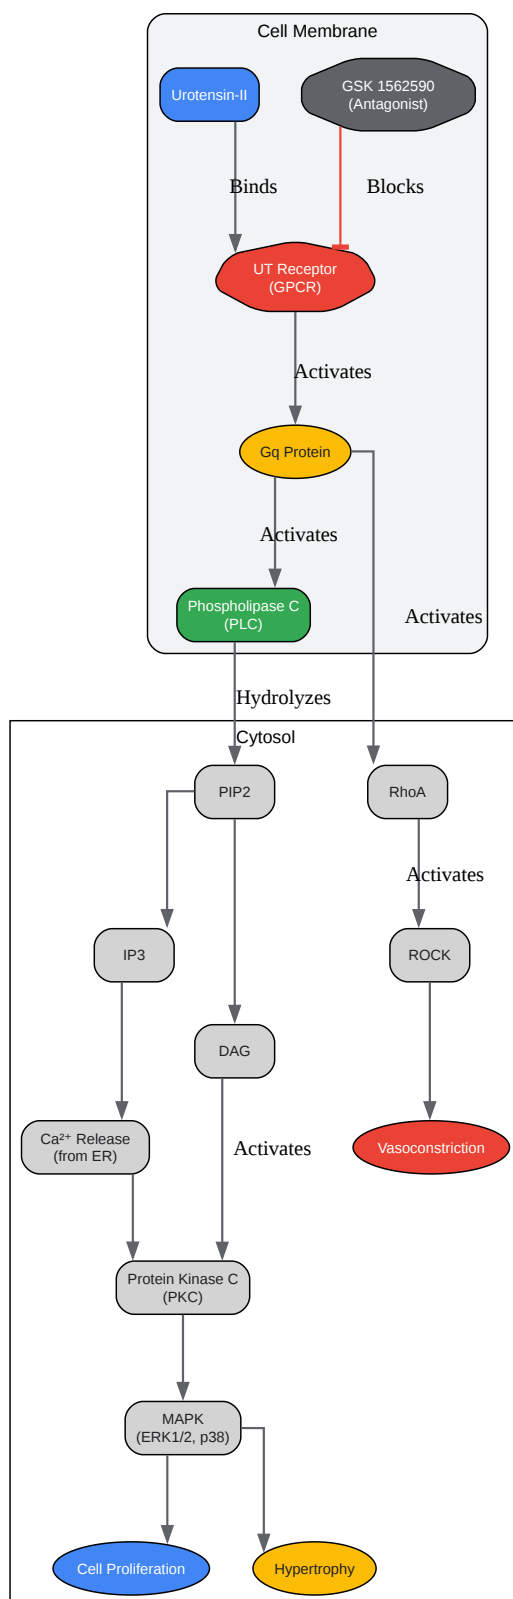 Cell Membrane
Urotensin-II
GSK 1562590
(Antagonist)
Binds
Blocks
UT Receptor
(GPCR)
Activates
Gq Protein
Activates
Phospholipase C
(PLC)
Activates
Hydrolyzes
Cytosol
PIP2
RhoA
Activates
IP3
ROCK
DAG
Ca²⁺ Release
(from ER)
Activates
Vasoconstriction
Protein Kinase C
(PKC)
MAPK
(ERK1/2, p38)
Cell Proliferation
Hypertrophy